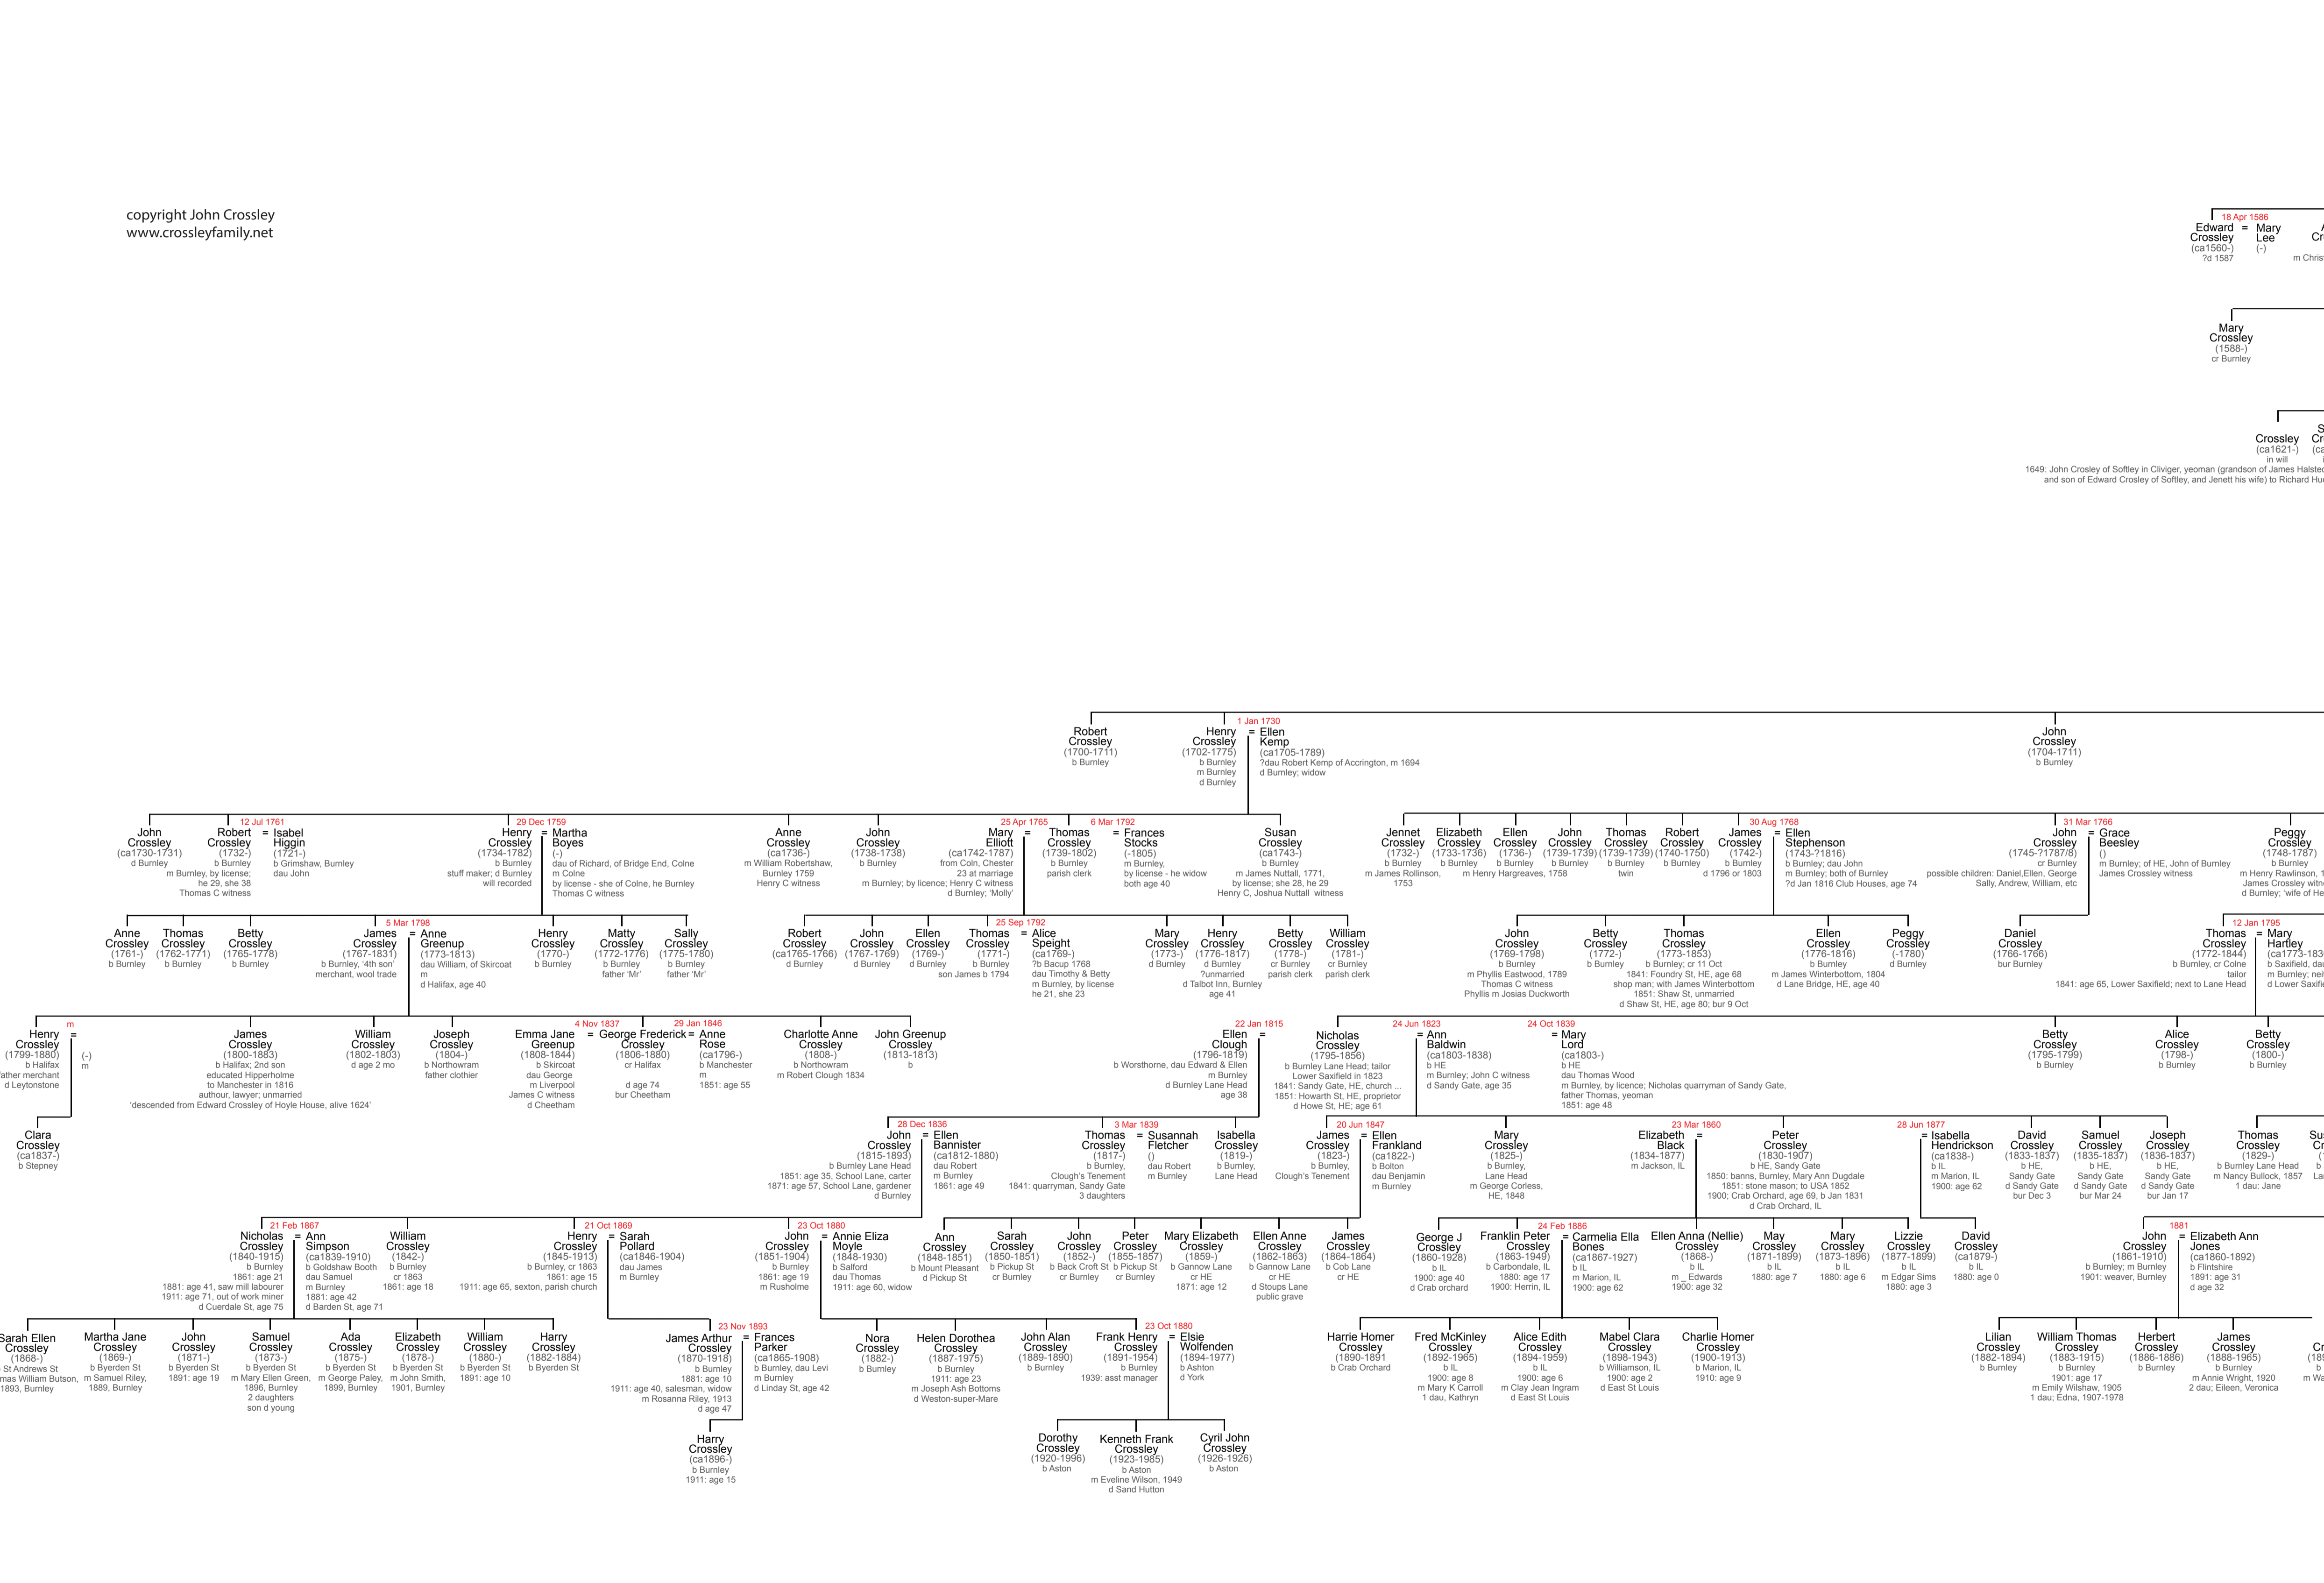 copyright John Crossley
www.crossleyfamily.net
18 Apr 1586
Edward
Crossley
(ca1560-)
?d 1587
=
Mary
Lee
(-)
m Chris
Mary
Crossley
(1588-)
cr Burnley
Crossley
(ca1621-)
in will
1649: John Crosley of Softley in Cliviger, yeoman (grandson of James Halsted
and son of Edward Crosley of Softley, and Jenett his wife) to Richard Hu
Robert
Crossley
(1700-1711)
b Burnley
1 Jan 1730
Henry
Crossley
(1702-1775)
b Burnley
m Burnley
d Burnley
=
Ellen
Kemp
(ca1705-1789)
?dau Robert Kemp of Accrington, m 1694
d Burnley; widow
John
Crossley
(1704-1711)
b Burnley
John
Crossley
(ca1730-1731)
d Burnley
12 Jul 1761
Robert
Crossley
(1732-)
b Burnley
m Burnley, by license;
he 29, she 38
Thomas C witness
=
Isabel
Higgin
(1721-)
b Grimshaw, Burnley
dau John
29 Dec 1759
Henry
Crossley
(1734-1782)
b Burnley
stuff maker; d Burnley
will recorded
=
Martha
Boyes
(-)
dau of Richard, of Bridge End, Colne
m Colne
by license - she of Colne, he Burnley
Thomas C witness
Anne
Crossley
(ca1736-)
m William Robertshaw,
Burnley 1759
Henry C witness
John
Crossley
(1738-1738)
b Burnley
25 Apr 1765
Mary
Elliott
(ca1742-1787)
from Coln, Chester
23 at marriage
m Burnley; by licence; Henry C witness
d Burnley; ‘Molly’
=
Thomas
Crossley
(1739-1802)
b Burnley
parish clerk
6 Mar 1792
=
Frances
Stocks
(-1805)
m Burnley,
by license - he widow
both age 40
Susan
Crossley
(ca1743-)
b Burnley
m James Nuttall, 1771,
by license; she 28, he 29
Henry C, Joshua Nuttall witness
Jennet
Crossley
(1732-)
b Burnley
m James Rollinson,
1753
Elizabeth
Crossley
(1733-1736)
b Burnley
Ellen
Crossley
(1736-)
b Burnley
m Henry Hargreaves, 1758
John
Crossley
(1739-1739)
b Burnley
Thomas
Crossley
(1739-1739)
b Burnley
twin
Robert
Crossley
(1740-1750)
b Burnley
30 Aug 1768
James
Crossley
(1742-)
b Burnley
d 1796 or 1803
=
Ellen
Stephenson
(1743-?1816)
b Burnley; dau John
m Burnley; both of Burnley
?d Jan 1816 Club Houses, age 74
31 Mar 1766
John
Crossley
(1745-?1787/8)
cr Burnley
possible children: Daniel,Ellen, George
Sally, Andrew, William, etc
=
Grace
Beesley
()
m Burnley; of HE, John of Burnley
James Crossley witness
Peggy
Crossley
(1748-1787)
b Burnley
m Henry Rawlinson, 1
James Crossley witn
d Burnley; ‘wife of He
Anne
Crossley
(1761-)
b Burnley
Thomas
Crossley
(1762-1771)
b Burnley
Betty
Crossley
(1765-1778)
b Burnley
5 Mar 1798
James
Crossley
(1767-1831)
b Burnley, ‘4th son’
merchant, wool trade
=
Anne
Greenup
(1773-1813)
dau William, of Skircoat
m
d Halifax, age 40
Henry
Crossley
(1770-)
b Burnley
Matty
Crossley
(1772-1776)
b Burnley
father ‘Mr’
Sally
Crossley
(1775-1780)
b Burnley
father ‘Mr’
Robert
Crossley
(ca1765-1766)
d Burnley
John
Crossley
(1767-1769)
d Burnley
Ellen
Crossley
(1769-)
d Burnley
25 Sep 1792
Thomas
Crossley
(1771-)
b Burnley
son James b 1794
=
Alice
Speight
(ca1769-)
?b Bacup 1768
dau Timothy & Betty
m Burnley, by license
he 21, she 23
Mary
Crossley
(1773-)
d Burnley
Henry
Crossley
(1776-1817)
d Burnley
?unmarried
d Talbot Inn, Burnley
age 41
Betty
Crossley
(1778-)
cr Burnley
parish clerk
William
Crossley
(1781-)
cr Burnley
parish clerk
John
Crossley
(1769-1798)
b Burnley
m Phyllis Eastwood, 1789
Thomas C witness
Phyllis m Josias Duckworth
Betty
Crossley
(1772-)
b Burnley
Thomas
Crossley
(1773-1853)
b Burnley; cr 11 Oct
1841: Foundry St, HE, age 68
shop man; with James Winterbottom
1851: Shaw St, unmarried
d Shaw St, HE, age 80; bur 9 Oct
Ellen
Crossley
(1776-1816)
b Burnley
m James Winterbottom, 1804
d Lane Bridge, HE, age 40
Peggy
Crossley
(-1780)
d Burnley
Daniel
Crossley
(1766-1766)
bur Burnley
12 Jan 1795
Thomas
Crossley
(1772-1844)
b Burnley, cr Colne
tailor
1841: age 65, Lower Saxifield; next to Lane Head
=
Mary
Hartley
(ca1773-183
b Saxifield, dau
m Burnley; nei
d Lower Saxifie
m
Henry
Crossley
(1799-1880)
b Halifax
father merchant
d Leytonstone
=
(-)
m
James
Crossley
(1800-1883)
b Halifax; 2nd son
educated Hipperholme
to Manchester in 1816
authour, lawyer; unmarried
‘descended from Edward Crossley of Hoyle House, alive 1624’
William
Crossley
(1802-1803)
d age 2 mo
Joseph
Crossley
(1804-)
b Northowram
father clothier
4 Nov 1837
Emma Jane
Greenup
(1808-1844)
b Skircoat
dau George
m Liverpool
James C witness
d Cheetham
=
George Frederick
Crossley
(1806-1880)
cr Halifax
d age 74
bur Cheetham
29 Jan 1846
=
Anne
Rose
(ca1796-)
b Manchester
m
1851: age 55
Charlotte Anne
Crossley
(1808-)
b Northowram
m Robert Clough 1834
John Greenup
Crossley
(1813-1813)
b
22 Jan 1815
Ellen
Clough
(1796-1819)
b Worsthorne, dau Edward & Ellen
m Burnley
d Burnley Lane Head
age 38
=
Nicholas
Crossley
(1795-1856)
b Burnley Lane Head; tailor
Lower Saxifield in 1823
1841: Sandy Gate, HE, church ...
1851: Howarth St, HE, proprietor
d Howe St, HE; age 61
24 Jun 1823
=
Ann
Baldwin
(ca1803-1838)
b HE
m Burnley; John C witness
d Sandy Gate, age 35
24 Oct 1839
=
Mary
Lord
(ca1803-)
b HE
dau Thomas Wood
m Burnley, by licence; Nicholas quarryman of Sandy Gate,
father Thomas, yeoman
1851: age 48
Betty
Crossley
(1795-1799)
b Burnley
Alice
Crossley
(1798-)
b Burnley
Betty
Crossley
(1800-)
b Burnley
Clara
Crossley
(ca1837-)
b Stepney
28 Dec 1836
John
Crossley
(1815-1893)
b Burnley Lane Head
1851: age 35, School Lane, carter
1871: age 57, School Lane, gardener
d Burnley
=
Ellen
Bannister
(ca1812-1880)
dau Robert
m Burnley
1861: age 49
3 Mar 1839
Thomas
Crossley
(1817-)
b Burnley,
Clough’s Tenement
1841: quarryman, Sandy Gate
3 daughters
=
Susannah
Fletcher
()
dau Robert
m Burnley
Isabella
Crossley
(1819-)
b Burnley,
Lane Head
20 Jun 1847
James
Crossley
(1823-)
b Burnley,
Clough’s Tenement
=
Ellen
Frankland
(ca1822-)
b Bolton
dau Benjamin
m Burnley
Mary
Crossley
(1825-)
b Burnley,
Lane Head
m George Corless,
HE, 1848
23 Mar 1860
Elizabeth
Black
(1834-1877)
m Jackson, IL
=
Peter
Crossley
(1830-1907)
b HE, Sandy Gate
1850: banns, Burnley, Mary Ann Dugdale
1851: stone mason; to USA 1852
1900; Crab Orchard, age 69, b Jan 1831
d Crab Orchard, IL
28 Jun 1877
=
Isabella
Hendrickson
(ca1838-)
b IL
m Marion, IL
1900: age 62
David
Crossley
(1833-1837)
b HE,
Sandy Gate
d Sandy Gate
bur Dec 3
Samuel
Crossley
(1835-1837)
b HE,
Sandy Gate
d Sandy Gate
bur Mar 24
Joseph
Crossley
(1836-1837)
b HE,
Sandy Gate
d Sandy Gate
bur Jan 17
Thomas
Crossley
(1829-)
b Burnley Lane Head
m Nancy Bullock, 1857
1 dau: Jane
21 Feb 1867
Nicholas
Crossley
(1840-1915)
b Burnley
1861: age 21
1881: age 41, saw mill labourer
1911: age 71, out of work miner
d Cuerdale St, age 75
=
Ann
Simpson
(ca1839-1910)
b Goldshaw Booth
dau Samuel
m Burnley
1881: age 42
d Barden St, age 71
William
Crossley
(1842-)
b Burnley
cr 1863
1861: age 18
21 Oct 1869
Henry
Crossley
(1845-1913)
b Burnley, cr 1863
1861: age 15
1911: age 65, sexton, parish church
=
Sarah
Pollard
(ca1846-1904)
dau James
m Burnley
23 Oct 1880
John
Crossley
(1851-1904)
b Burnley
1861: age 19
m Rusholme
=
Annie Eliza
Moyle
(1848-1930)
b Salford
dau Thomas
1911: age 60, widow
Ann
Crossley
(1848-1851)
b Mount Pleasant
d Pickup St
Sarah
Crossley
(1850-1851)
b Pickup St
cr Burnley
John
Crossley
(1852-)
b Back Croft St
cr Burnley
Peter
Crossley
(1855-1857)
b Pickup St
cr Burnley
Mary Elizabeth
Crossley
(1859-)
b Gannow Lane
cr HE
1871: age 12
Ellen Anne
Crossley
(1862-1863)
b Gannow Lane
cr HE
d Stoups Lane
public grave
James
Crossley
(1864-1864)
b Cob Lane
cr HE
George J
Crossley
(1860-1928)
b IL
1900: age 40
d Crab orchard
24 Feb 1886
Franklin Peter
Crossley
(1863-1949)
b Carbondale, IL
1880: age 17
1900: Herrin, IL
=
Carmelia Ella
Bones
(ca1867-1927)
b IL
m Marion, IL
1900: age 62
Ellen Anna (Nellie)
Crossley
(1868-)
b IL
m _ Edwards
1900: age 32
May
Crossley
(1871-1899)
b IL
1880: age 7
Mary
Crossley
(1873-1896)
b IL
1880: age 6
Lizzie
Crossley
(1877-1899)
b IL
m Edgar Sims
1880: age 3
David
Crossley
(ca1879-)
b IL
1880: age 0
1881
John
Crossley
(1861-1910)
b Burnley; m Burnley
1901: weaver, Burnley
=
Elizabeth Ann
Jones
(ca1860-1892)
b Flintshire
1891: age 31
d age 32
Sarah Ellen
Crossley
(1868-)
St Andrews St
mas William Butson,
1893, Burnley
Martha Jane
Crossley
(1869-)
b Byerden St
m Samuel Riley,
1889, Burnley
John
Crossley
(1871-)
b Byerden St
1891: age 19
Samuel
Crossley
(1873-)
b Byerden St
m Mary Ellen Green,
1896, Burnley
2 daughters
son d young
Ada
Crossley
(1875-)
b Byerden St
m George Paley,
1899, Burnley
Elizabeth
Crossley
(1878-)
b Byerden St
m John Smith,
1901, Burnley
William
Crossley
(1880-)
b Byerden St
1891: age 10
Harry
Crossley
(1882-1884)
b Byerden St
23 Nov 1893
James Arthur
Crossley
(1870-1918)
b Burnley
1881: age 10
1911: age 40, salesman, widow
m Rosanna Riley, 1913
d age 47
=
Frances
Parker
(ca1865-1908)
b Burnley, dau Levi
m Burnley
d Linday St, age 42
Nora
Crossley
(1882-)
b Burnley
Helen Dorothea
Crossley
(1887-1975)
b Burnley
1911: age 23
m Joseph Ash Bottoms
d Weston-super-Mare
John Alan
Crossley
(1889-1890)
b Burnley
23 Oct 1880
Frank Henry
Crossley
(1891-1954)
b Burnley
1939: asst manager
=
Elsie
Wolfenden
(1894-1977)
b Ashton
d York
Harrie Homer
Crossley
(1890-1891
b Crab Orchard
Fred McKinley
Crossley
(1892-1965)
b IL
1900: age 8
m Mary K Carroll
1 dau, Kathryn
Alice Edith
Crossley
(1894-1959)
b IL
1900: age 6
m Clay Jean Ingram
d East St Louis
Mabel Clara
Crossley
(1898-1943)
b Williamson, IL
1900: age 2
d East St Louis
Charlie Homer
Crossley
(1900-1913)
b Marion, IL
1910: age 9
Lilian
Crossley
(1882-1894)
b Burnley
William Thomas
Crossley
(1883-1915)
b Burnley
1901: age 17
m Emily Wilshaw, 1905
1 dau; Edna, 1907-1978
Herbert
Crossley
(1886-1886)
b Burnley
James
Crossley
(1888-1965)
b Burnley
m Annie Wright, 1920
2 dau; Eileen, Veronica
Harry
Crossley
(ca1896-)
b Burnley
1911: age 15
Dorothy
Crossley
(1920-1996)
b Aston
Kenneth Frank
Crossley
(1923-1985)
b Aston
m Eveline Wilson, 1949
d Sand Hutton
Cyril John
Crossley
(1926-1926)
b Aston